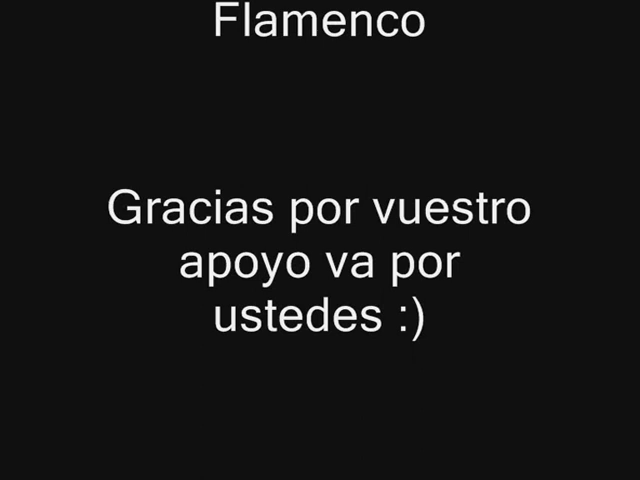 Flamenco
Gracias por vuestro
apoyo va por
ustedes :)